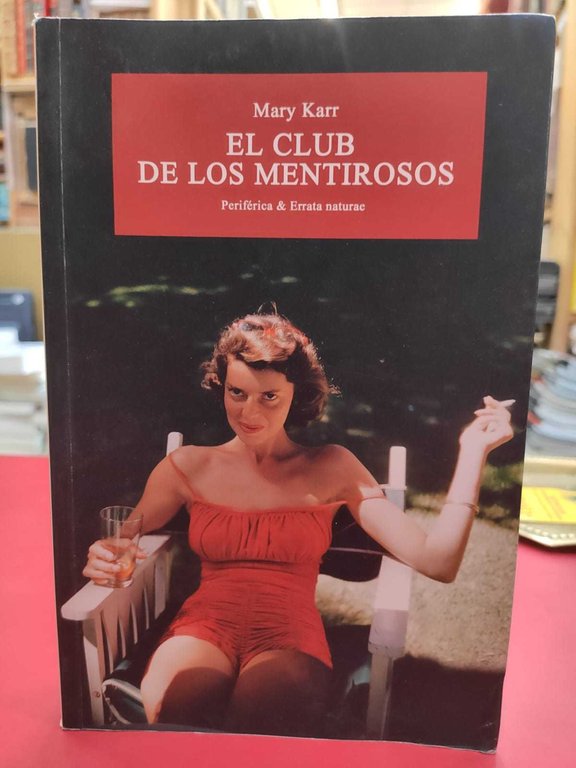 Mary Karr
EL CLUB
DE LOS MENTIROSOS
Periférica & Errata naturae